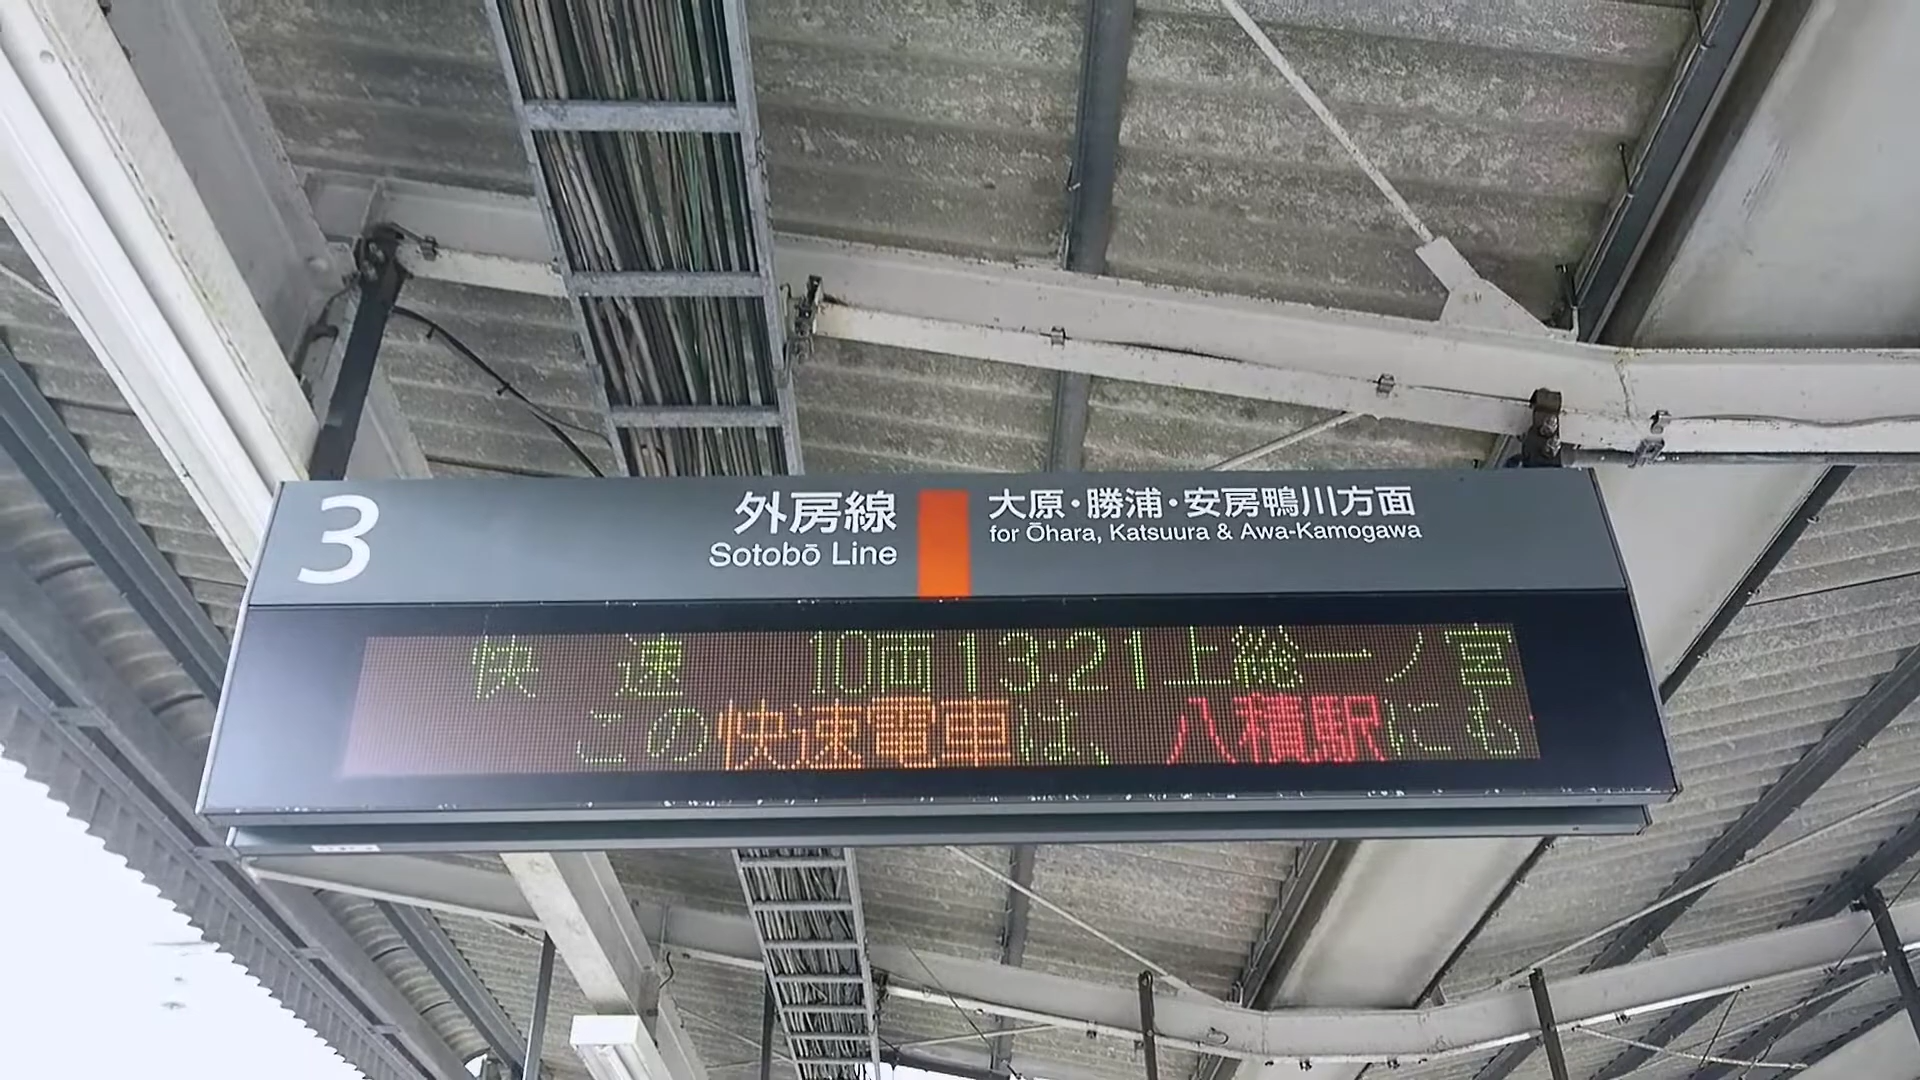 3
外房線
Sotobō Line
大原・勝浦・安房鴨川方面
for Ōhara, Katsuura & Awa-Kamogawa
快 速 10両 13:21 上総一ノ宮
この快速電車は、八積駅にも